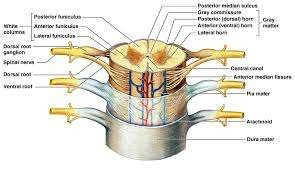 Posterior median sulcus
Posterior funiculus
Gray commissure
White
columns
Anterior funiculus
Posterior (dorsal) horn
Gray
matter
Lateral funiculus
Anterior (ventral) horn
Lateral horn
Dorsal root
ganglion
Spinal nerve
Central canal
Anterior median fissure
Dorsal root
Ventral root
Pia mater
Arachnoid
Dura mater